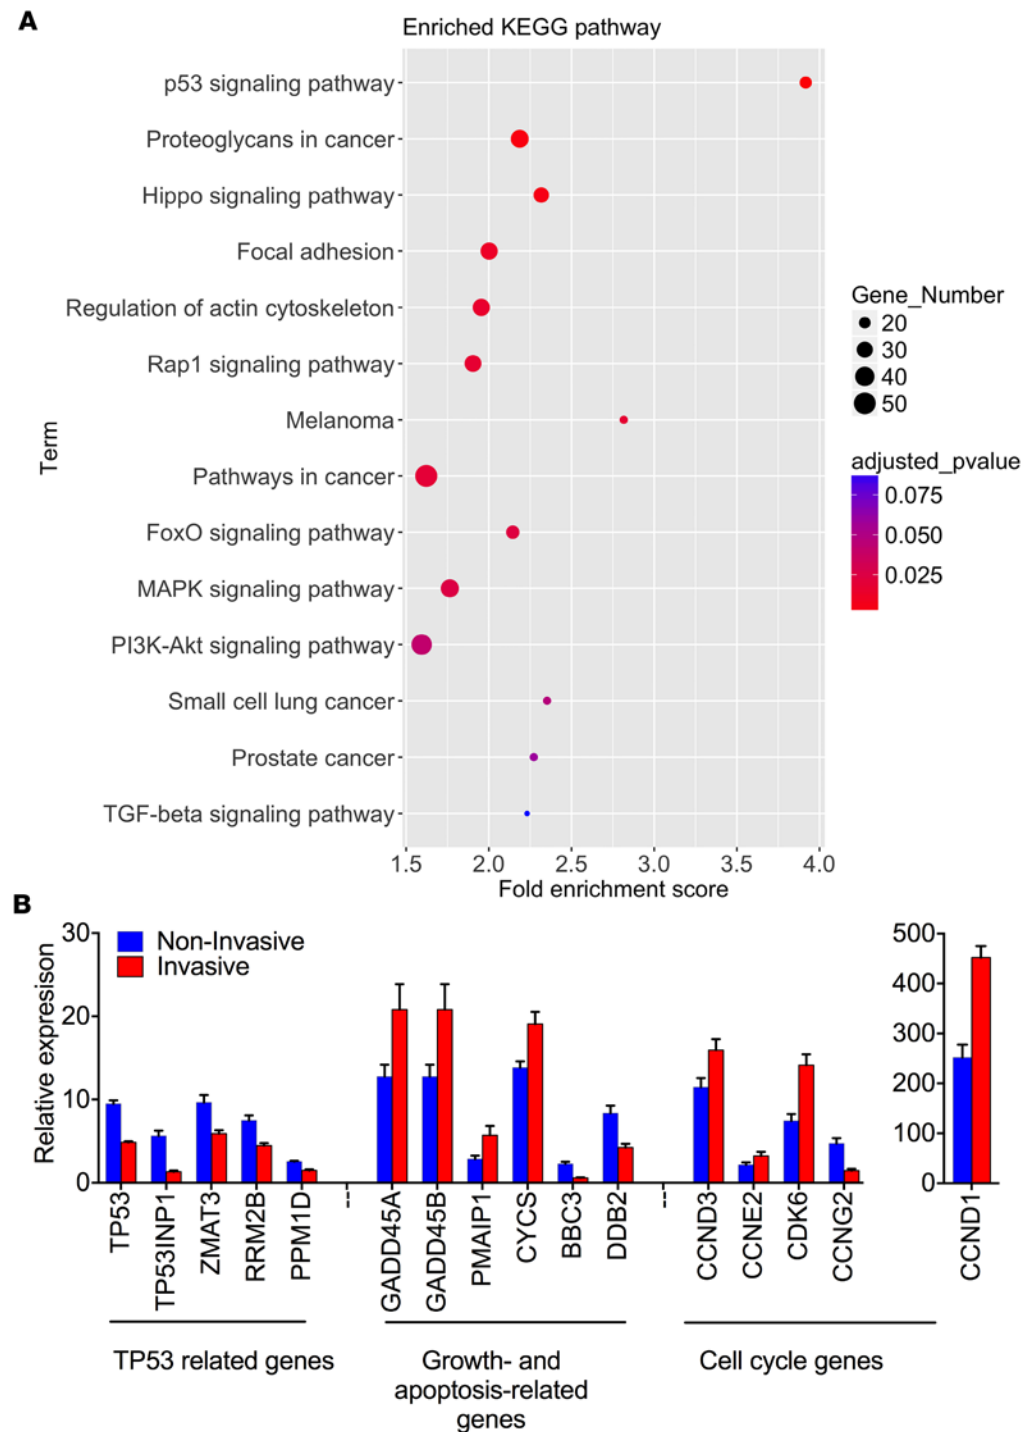 A
Enriched KEGG pathway
p53 signaling pathway
Proteoglycans in cancer
Hippo signaling pathway
Focal adhesion
Regulation of actin cytoskeleton
Rap1 signaling pathway
Melanoma
Pathways in cancer
FoxO signaling pathway
MAPK signaling pathway
PI3K-Akt signaling pathway
Small cell lung cancer
Prostate cancer
TGF-beta signaling pathway
Term
1.5 2.0 2.5 3.0 3.5 4.0
Fold enrichment score
Gene_Number
20
30
40
50
adjusted_pvalue
0.075
0.050
0.025
B
Relative expresison
30
20
10
0
Non-Invasive
Invasive
500
400
300
200
100
0
TP53
TP53INP1
ZMAT3
RRM2B
PPM1D
---
GADD45A
GADD45B
PMAIP1
CYCS
BBC3
DDB2
---
CCND3
CCNE2
CDK6
CCNG2
CCND1
TP53 related genes
Growth- and
apoptosis-related
genes
Cell cycle genes